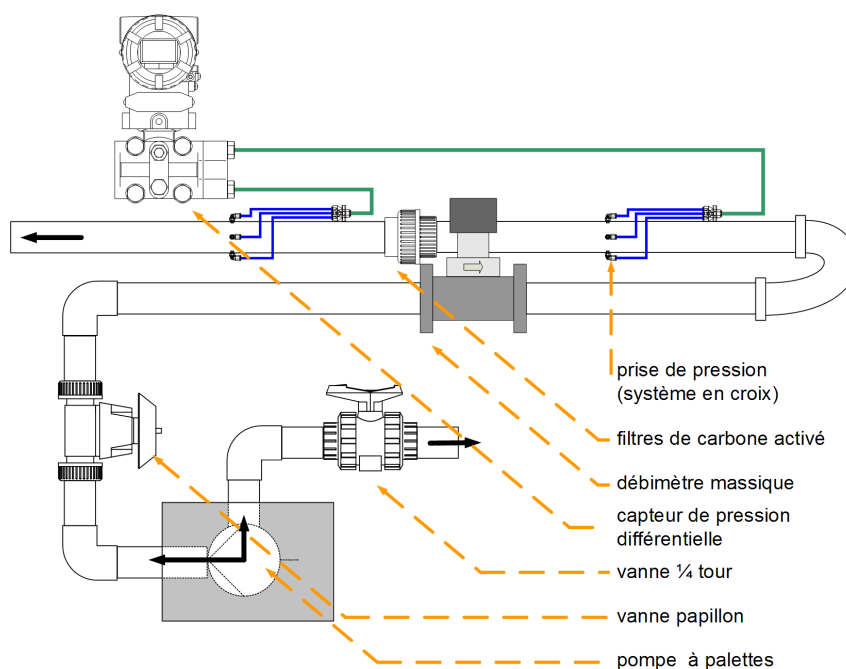 prise de pression
(système en croix)
filtres de carbone activé
débimètre massique
capteur de pression
différentielle
vanne ¼ tour
vanne papillon
pompe à palettes